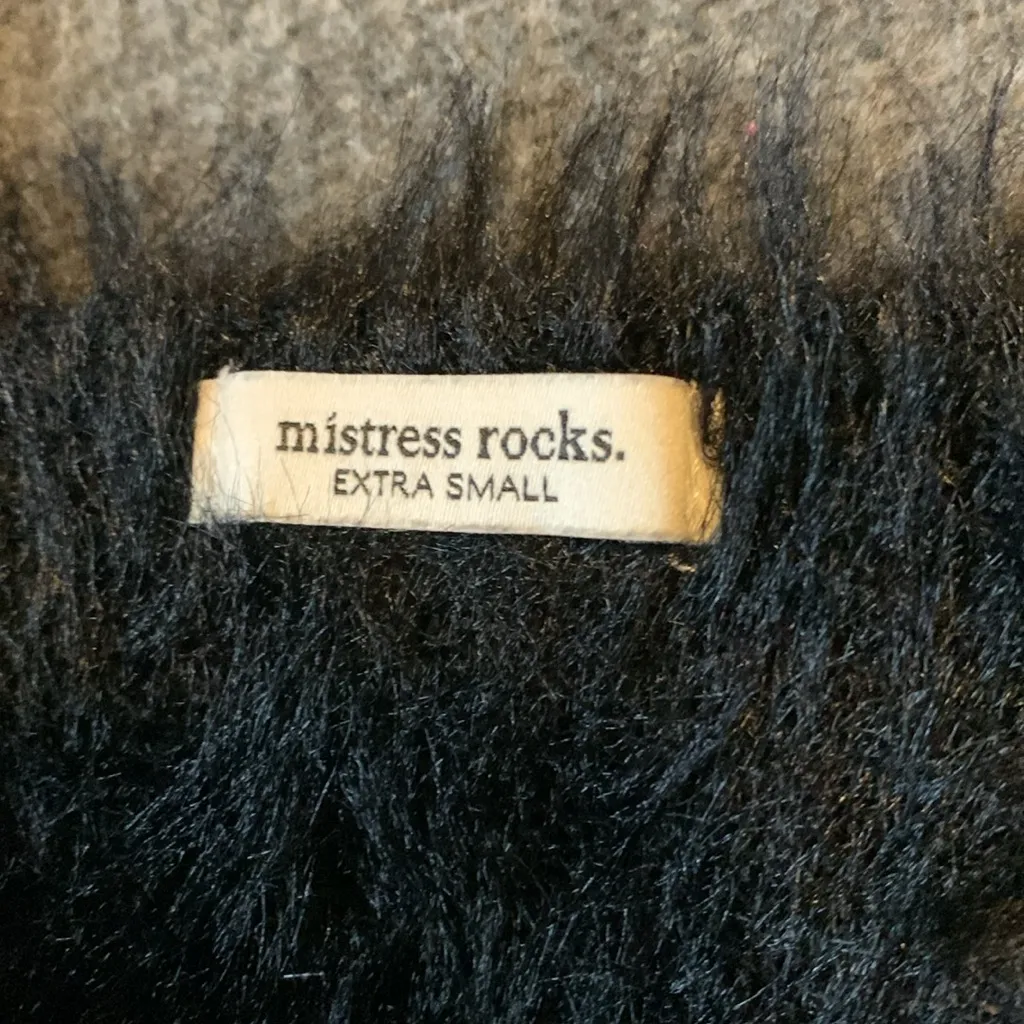 mistress rocks.
EXTRA SMALL